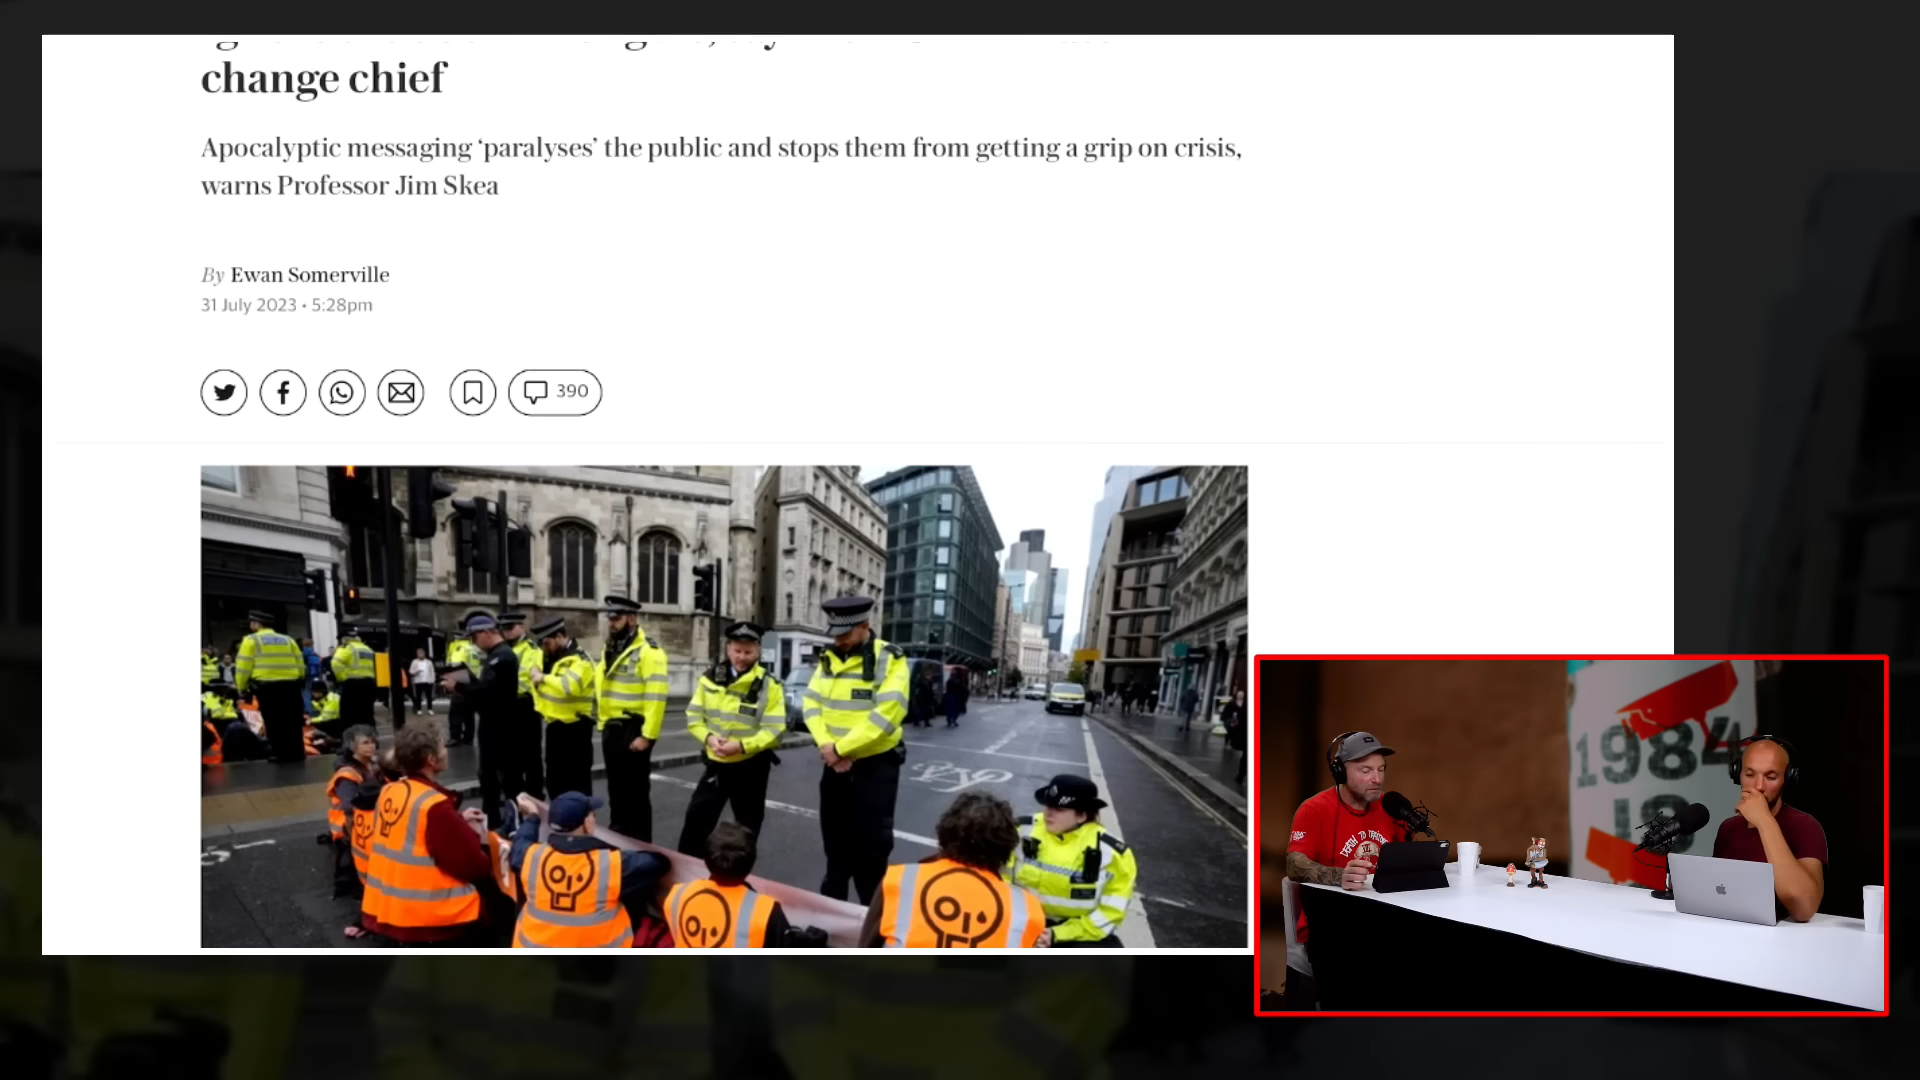 change chief
Apocalyptic messaging ‘paralyses’ the public and stops them from getting a grip on crisis,
warns Professor Jim Skea
By Ewan Somerville
31 July 2023 • 5:28pm
390
1984